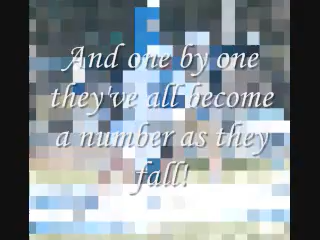 And one by one
they've all become
a number as they
fall!